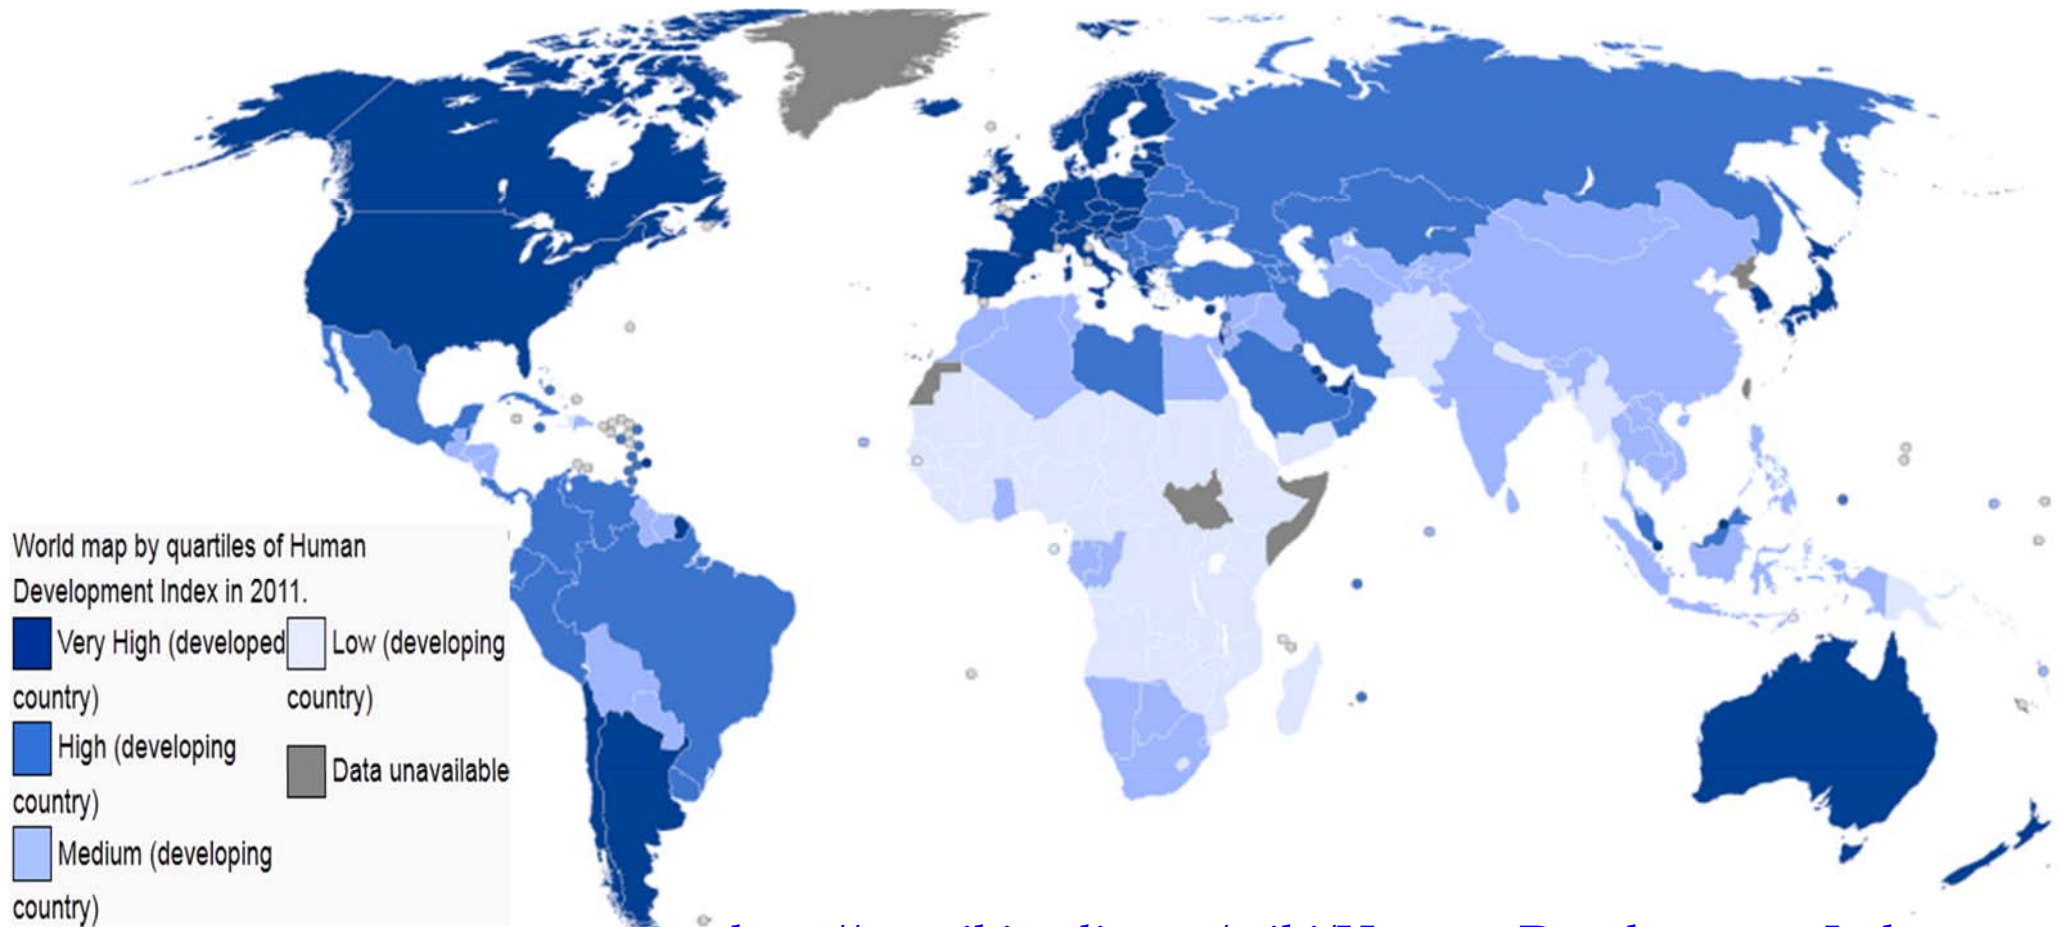 World map by quartiles of Human
Development Index in 2011.
Very High (developed
country)
High (developing
country)
Medium (developing
country)
Low (developing
country)
Data unavailable